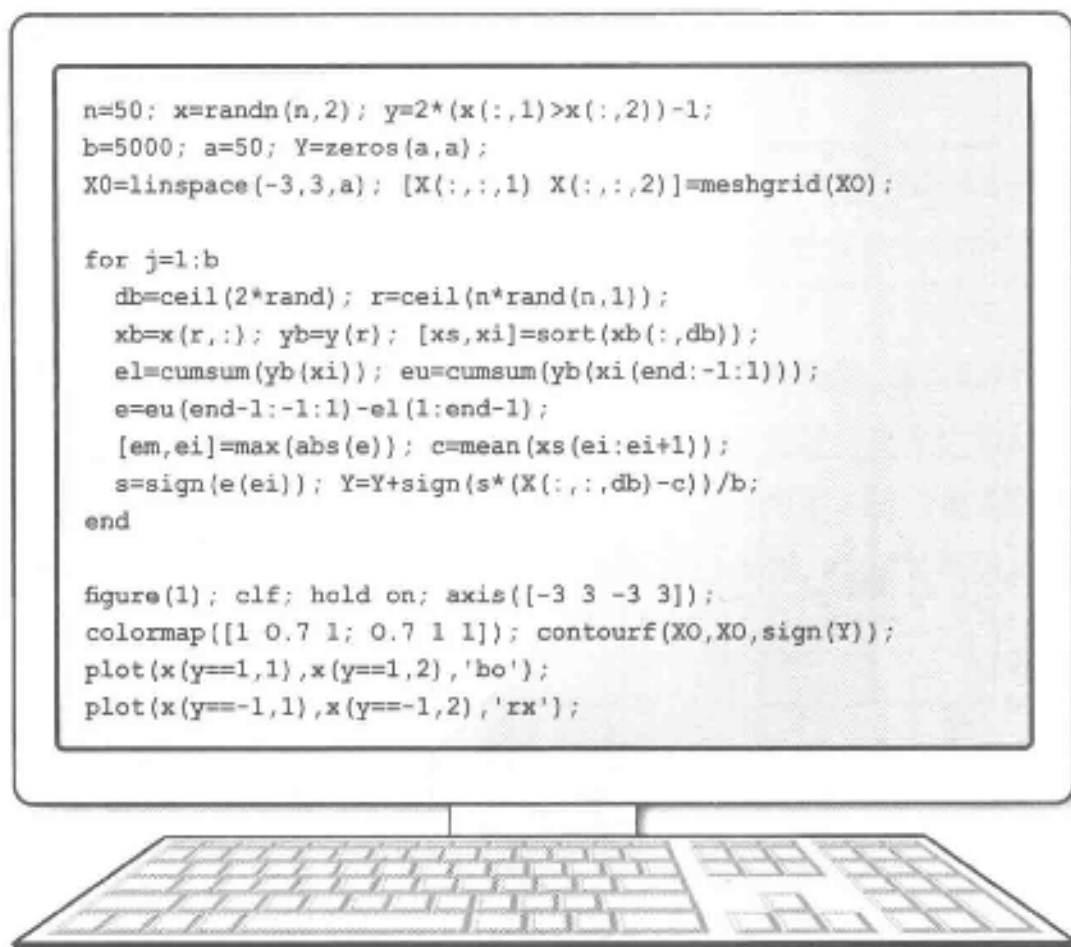 n=50; x=randn(n,2); y=2*(x(:,1)>x(:,2))-1;
b=5000; a=50; Y=zeros(a,a);
X0=linspace(-3,3,a); [X(:,:,1) X(:,:,2)]=meshgrid(X0);
for j=1:b
db=ceil(2*rand); r=ceil(n*rand(n,1));
xb=x(r,:); yb=y(r); [xs,xi]=sort(xb(:,db));
el=cumsum(yb(xi)); eu=cumsum(yb(xi(end:-1:1)));
e=eu(end-1:-1:1)-el(1:end-1);
[em,ei]=max(abs(e)); c=mean(xs(ei:ei+1));
s=sign(e(ei)); Y=Y+sign(s*(X(:,:,db)-c))/b;
end
figure(1); clf; hold on; axis([-3 3 -3 3]);
colormap([1 0.7 1; 0.7 1 1]); contourf(X0,X0,sign(Y));
plot(x(y==1,1),x(y==1,2),'bo');
plot(x(y==-1,1),x(y==-1,2),'rx');